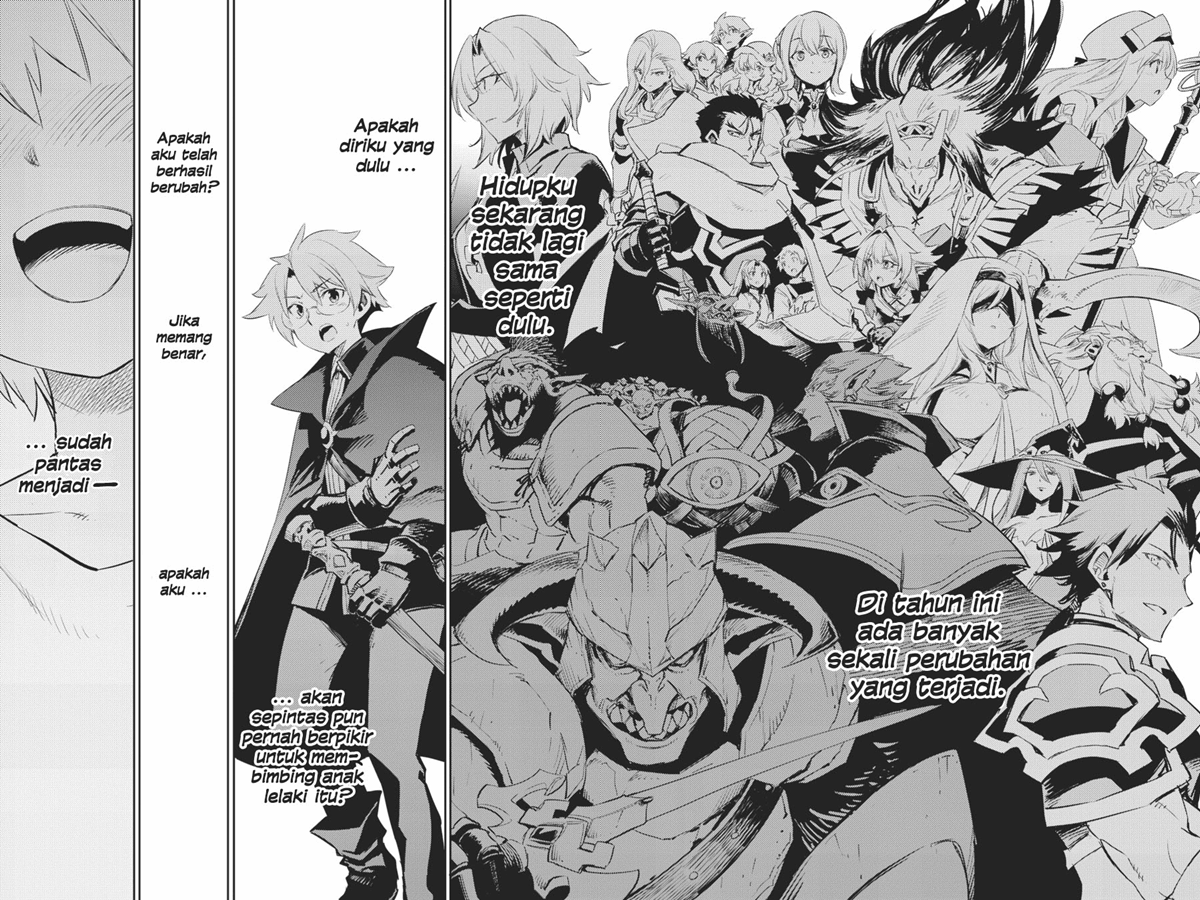 Di tahun ini
ada banyak
sekali perubahan
yang terjadi.
Hidupku
sekarang
tidak lagi
sama
seperti
dulu.
Apakah
diriku yang
dulu ...
... akan
sepintas pun
pernah berpikir
untuk mem-
bimbing anak
lelaki itu?
Apakah
aku telah
berhasil
berubah?
Jika
memang
benar,
apakah
aku ...
... sudah
pantas
menjadi —